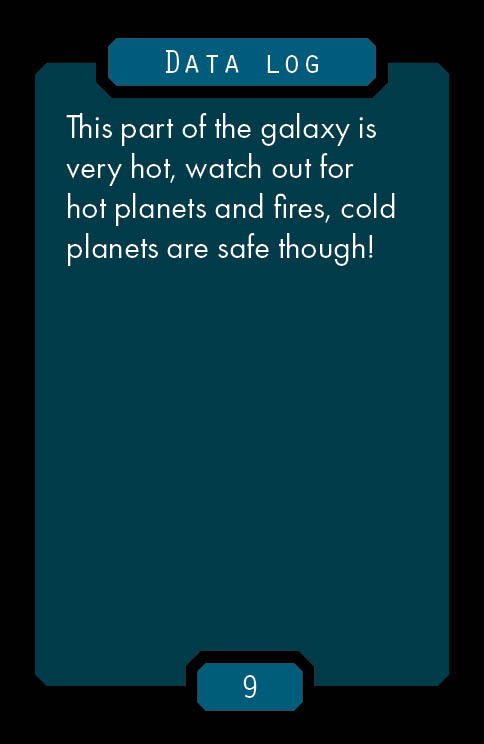 Data log
This part of the galaxy is
very hot, watch out for
hot planets and fires, cold
planets are safe though!
9